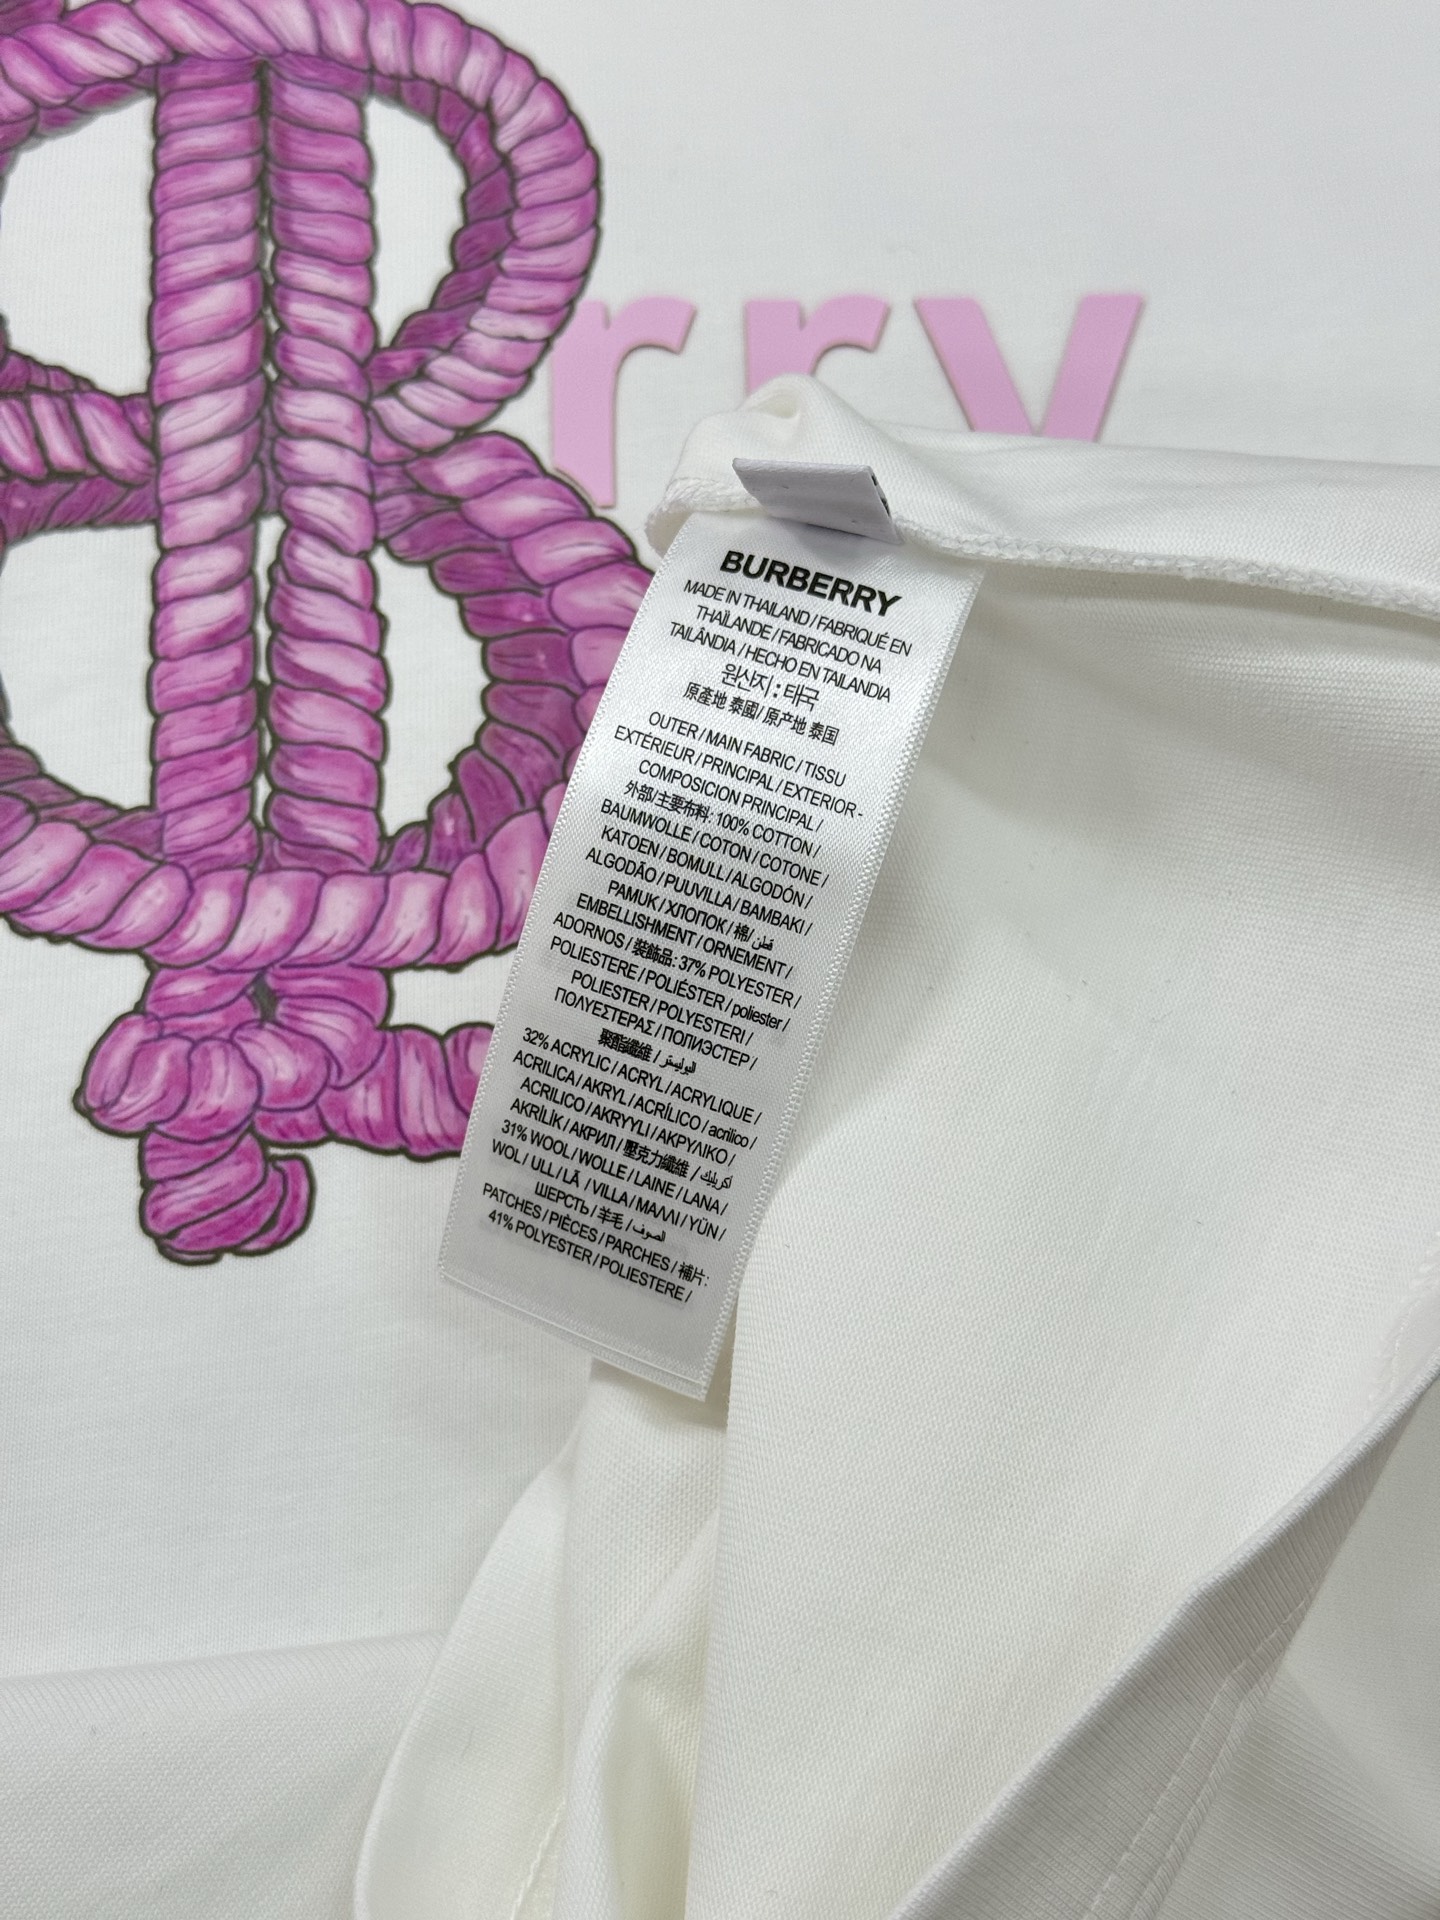 rry
BURBERRY
MADE IN THAILAND / FABRIQUÉ EN
THAÏLANDE / FABRICADO NA
TAILÂNDIA / HECHO EN TAILANDIA
원산지 : 태국
原產地 泰國 / 原产地 泰国
OUTER / MAIN FABRIC / TISSU
EXTÉRIEUR / PRINCIPAL / EXTERIOR -
COMPOSICION PRINCIPAL /
外部/主要布料: 100% COTTON /
BAUMWOLLE / COTON / COTONE /
KATOEN / BOMULL / ALGODÓN /
ALGODÃO / PUUVILLA / BAMBAKI /
PAMUK / ХЛОПОК / 棉 / قطن
EMBELLISHMENT / ORNEMENT /
ADORNOS / 裝飾品: 37% POLYESTER /
POLIESTERE / POLIÉSTER / poliester /
POLIESTER / POLYESTERI /
ΠΟΛΥΕΣΤΕΡΑΣ / ПОЛИЭСТЕР /
聚酯纖維 / البوليستر
32% ACRYLIC / ACRYL / ACRYLIQUE /
ACRILICA / AKRYL / ACRÍLICO / acrilico /
ACRILICO / AKRYYLI / ΑΚΡΥΛΙΚΟ /
AKRİLİK / АКРИЛ / 壓克力纖維 / أكريليك
31% WOOL / WOLLE / LAINE / LANA /
WOL / ULL / LÃ / VILLA / ΜΑΛΛΙ / YÜN /
ШЕРСТЬ / 羊毛 / الصوف
PATCHES / PIÈCES / PARCHES / 補片:
41% POLYESTER / POLIESTERE /